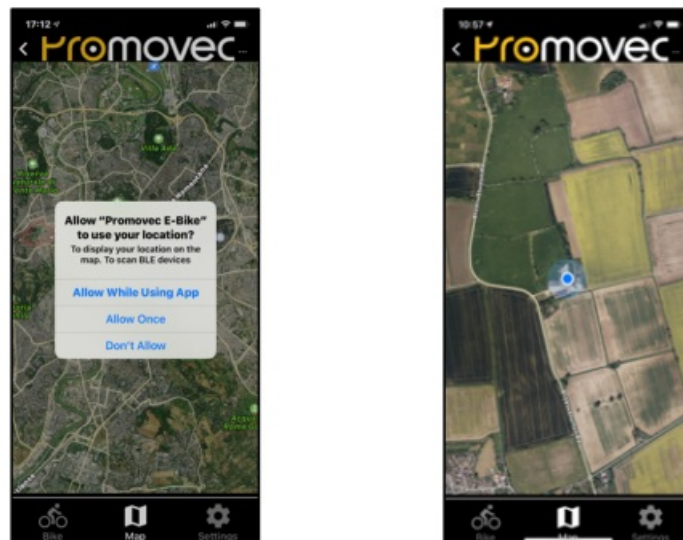 17:12
Promovec
...
Villa Ada
Allow "Promovec E-Bike"
to use your location?
To display your location on the
map. To scan BLE devices
Allow While Using App
Allow Once
Don't Allow
Bike
Map
Settings
10:57
Promovec
...
Bike
Map
Settings